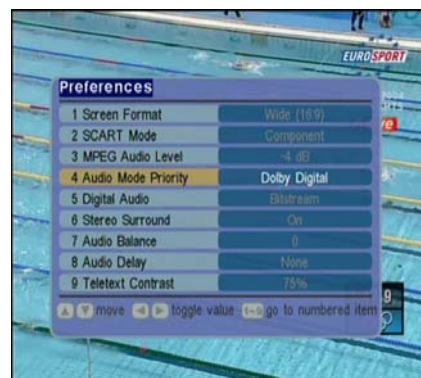 EUROSPORT
Preferences
1 Screen Format Wide (16:9)
2 SCART Mode Component
3 MPEG Audio Level -4 dB
4 Audio Mode Priority Dolby Digital
5 Digital Audio Bitstream
6 Stereo Surround On
7 Audio Balance 0
8 Audio Delay None
9 Teletext Contrast 75%
move toggle value 1-9 go to numbered item